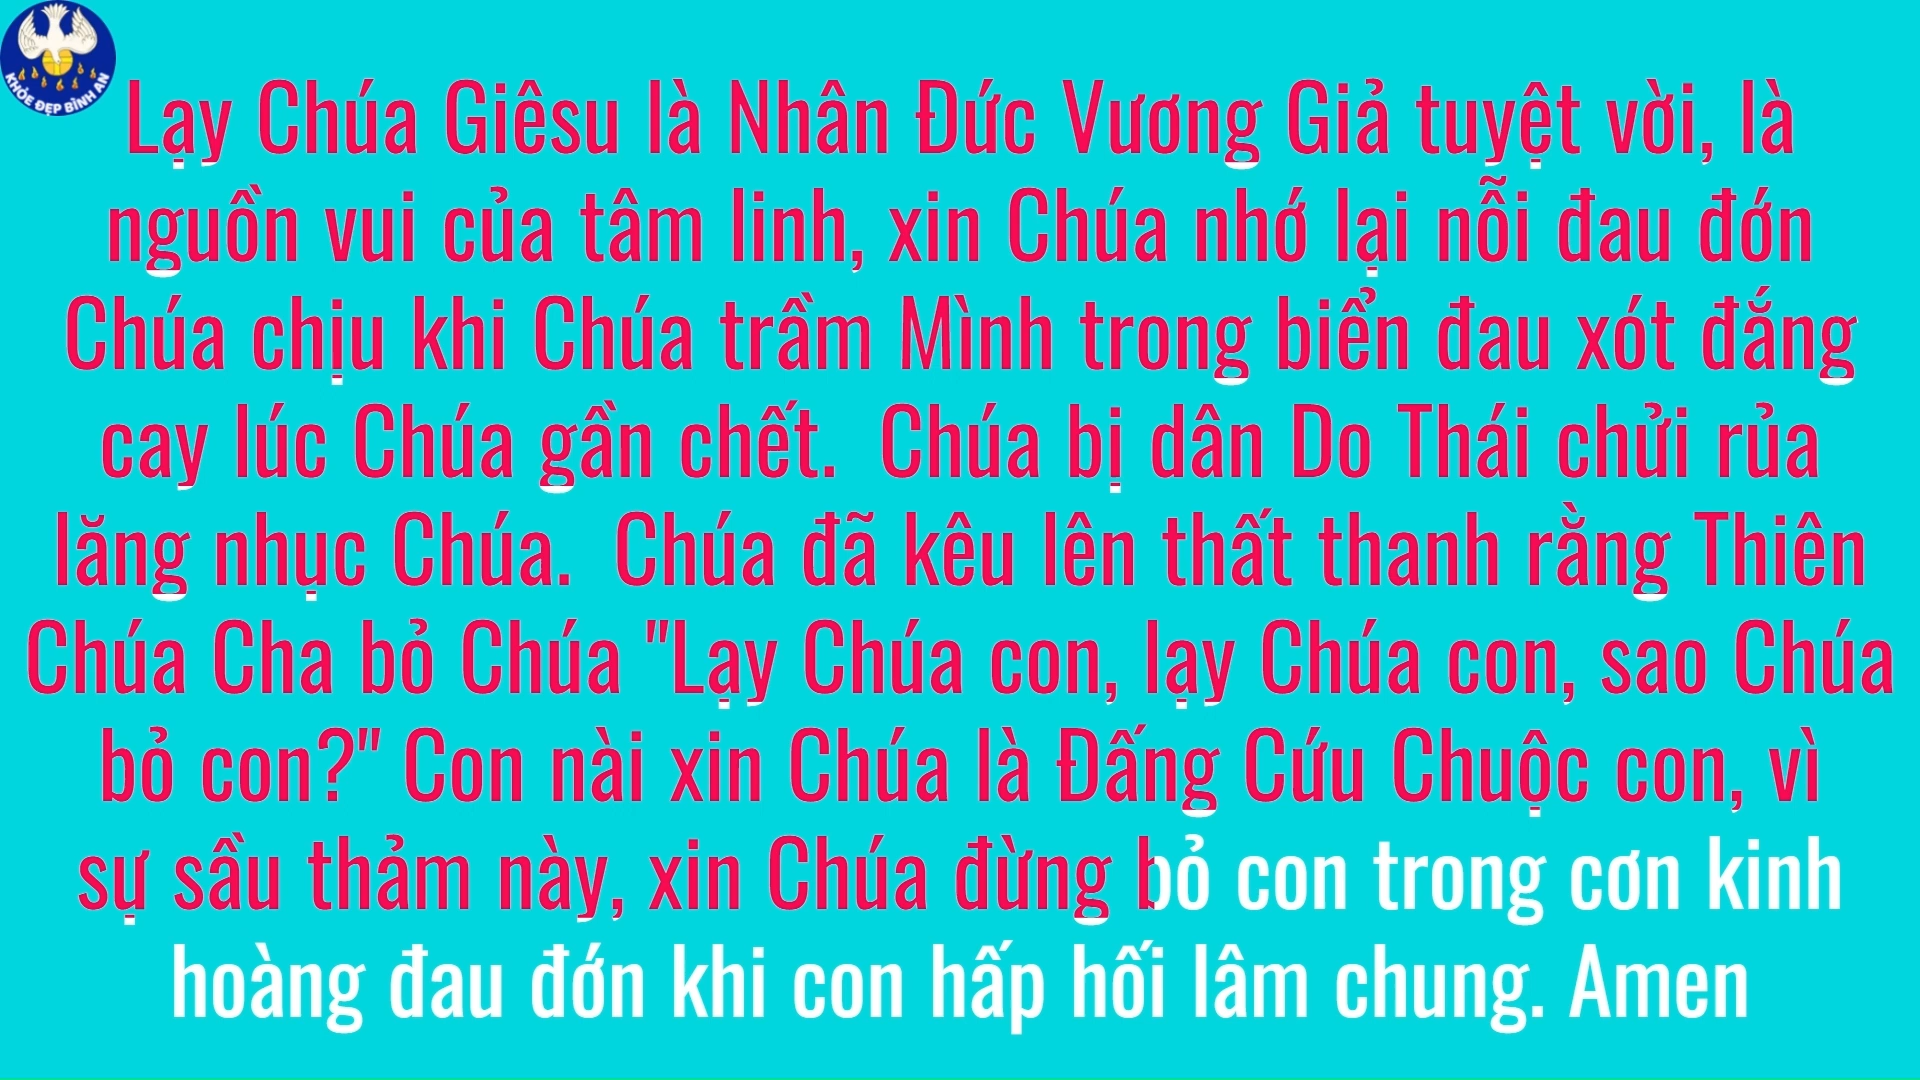 KHỎE ĐẸP BÌNH AN
Lạy Chúa Giêsu là Nhân Đức Vương Giả tuyệt vời, là
nguồn vui của tâm linh, xin Chúa nhớ lại nỗi đau đớn
Chúa chịu khi Chúa trầm Mình trong biển đau xót đắng
cay lúc Chúa gần chết.  Chúa bị dân Do Thái chửi rủa
lăng nhục Chúa.  Chúa đã kêu lên thất thanh rằng Thiên
Chúa Cha bỏ Chúa "Lạy Chúa con, lạy Chúa con, sao Chúa
bỏ con?" Con nài xin Chúa là Đấng Cứu Chuộc con, vì
sự sầu thảm này, xin Chúa đừng bỏ con trong cơn kinh
hoàng đau đớn khi con hấp hối lâm chung. Amen